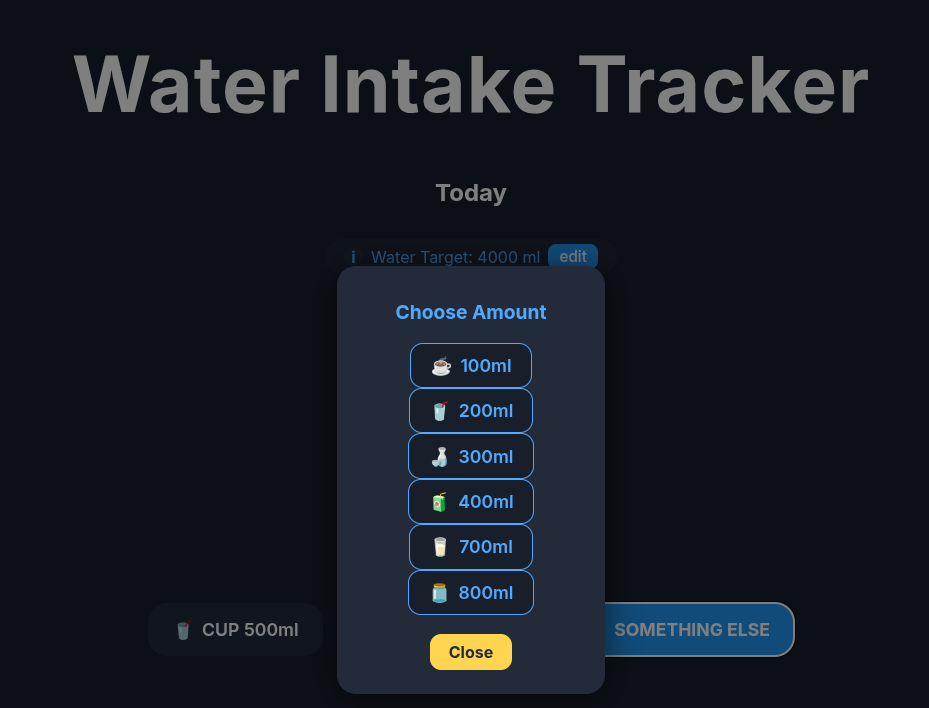 Water Intake Tracker
Today
i Water Target: 4000 ml edit
Choose Amount
100ml
200ml
300ml
400ml
700ml
800ml
CUP 500ml
SOMETHING ELSE
Close